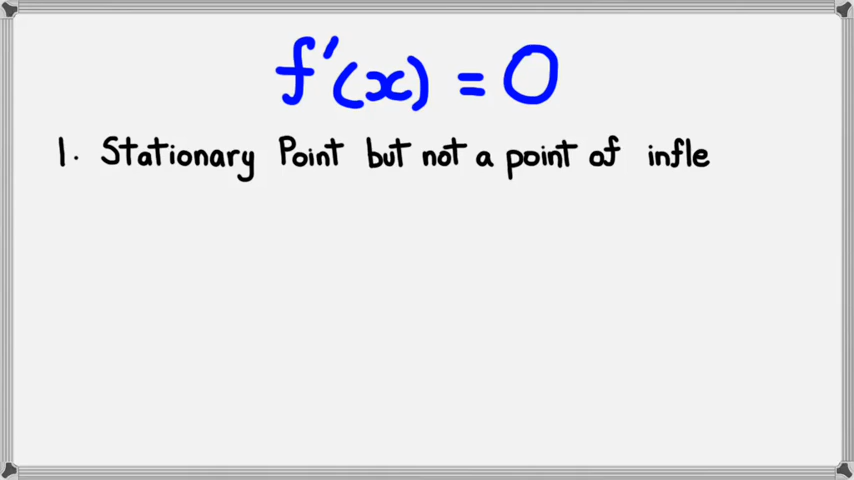 f'(x) = 0
1. Stationary Point but not a point of infle